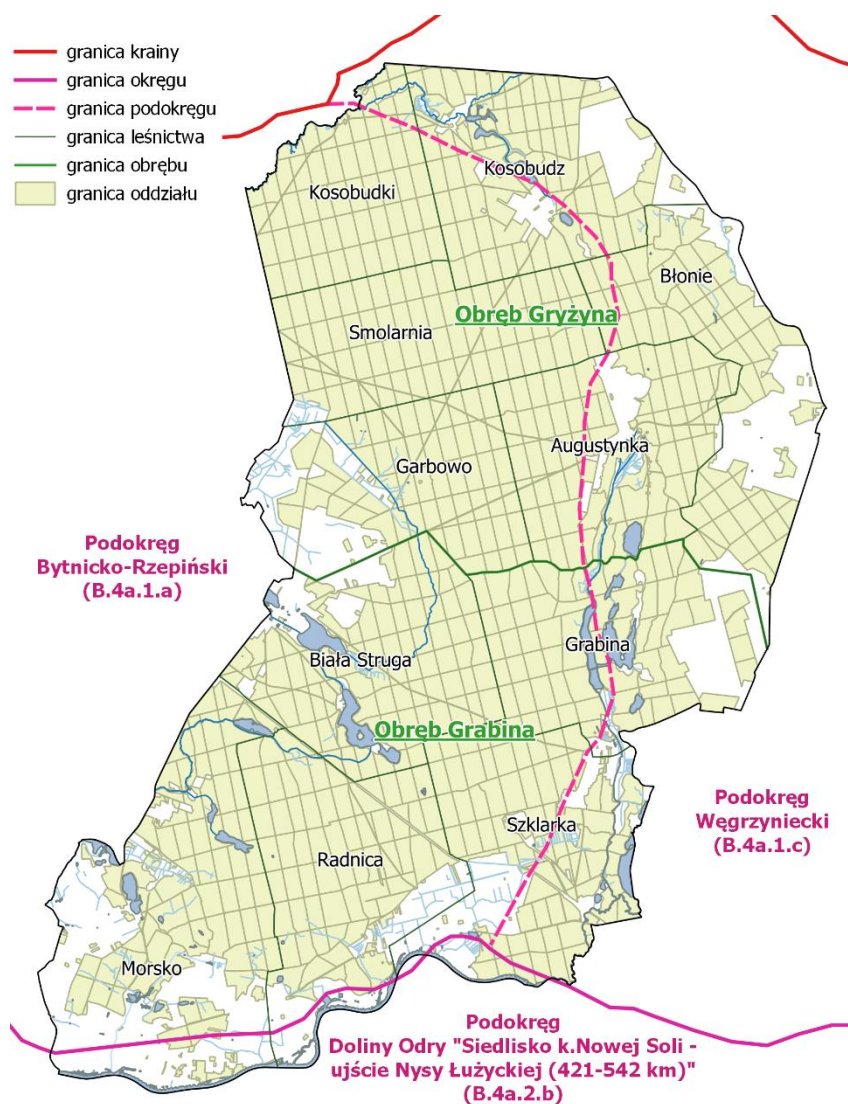 granica krainy
granica okręgu
granica podokręgu
granica leśnictwa
granica obrębu
granica oddziału
Kosobudz
Kosobudki
Błonie
Obręb Gryżyna
Smolarnia
Augustynka
Garbowo
Podokręg
Bytnicko-Rzepiński
(B.4a.1.a)
Grabina
Biała Struga
Obręb Grabina
Podokręg
Węgrzyniecki
(B.4a.1.c)
Szklarka
Radnica
Morsko
Podokręg
Doliny Odry "Siedlisko k.Nowej Soli -
ujście Nysy Łużyckiej (421-542 km)"
(B.4a.2.b)